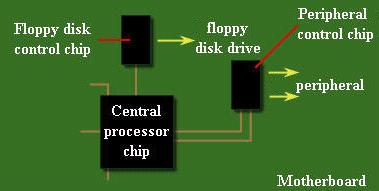 Floppy disk
control chip
floppy
disk drive
Peripheral
control chip
peripheral
Central
processor
chip
Motherboard